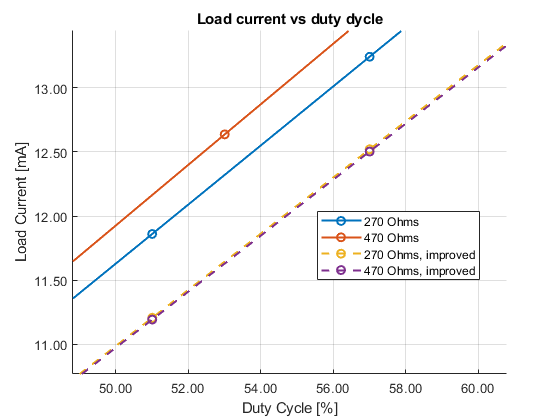 Load current vs duty dycle
Load Current [mA]
13.00
12.50
12.00
11.50
11.00
270 Ohms
470 Ohms
270 Ohms, improved
470 Ohms, improved
50.00 52.00 54.00 56.00 58.00 60.00
Duty Cycle [%]